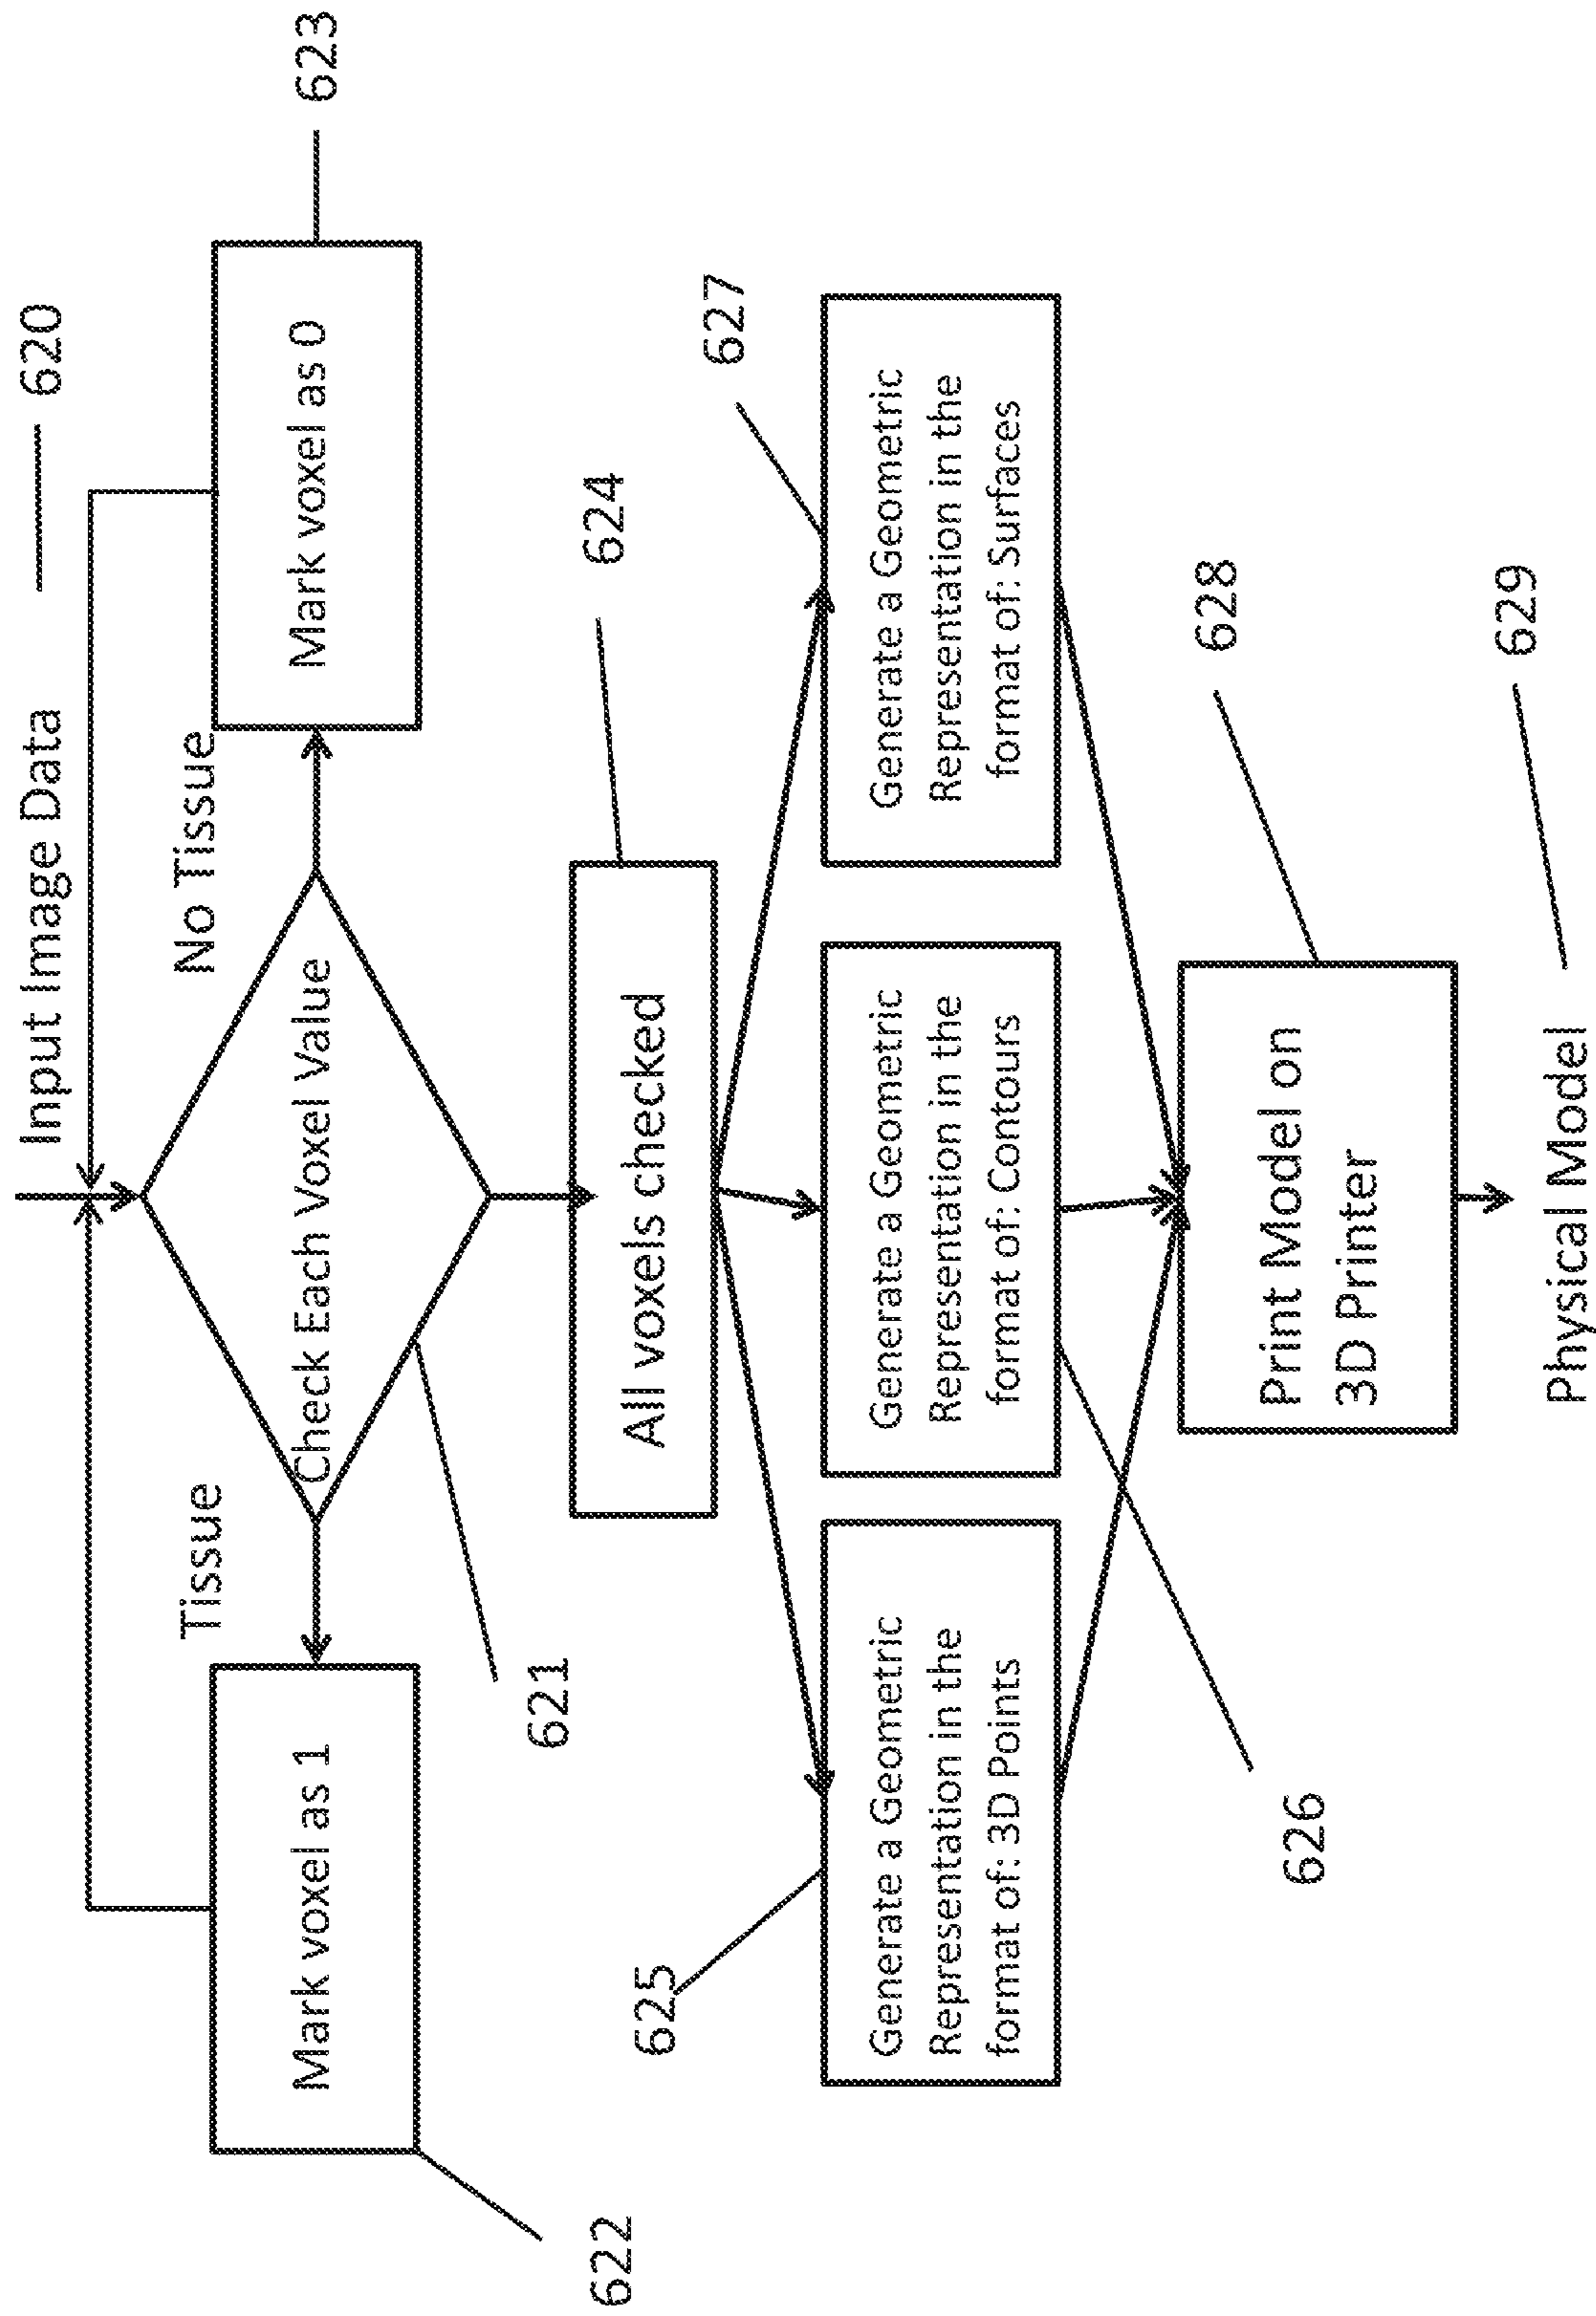 Input Image Data
620
Tissue
No Tissue
Mark voxel as 1
Check Each Voxel Value
Mark voxel as 0
623
622
621
All voxels checked
624
625
627
Generate a Geometric
Representation in the
format of: 3D Points
Generate a Geometric
Representation in the
format of: Contours
Generate a Geometric
Representation in the
format of: Surfaces
626
Print Model on
3D Printer
628
Physical Model
629